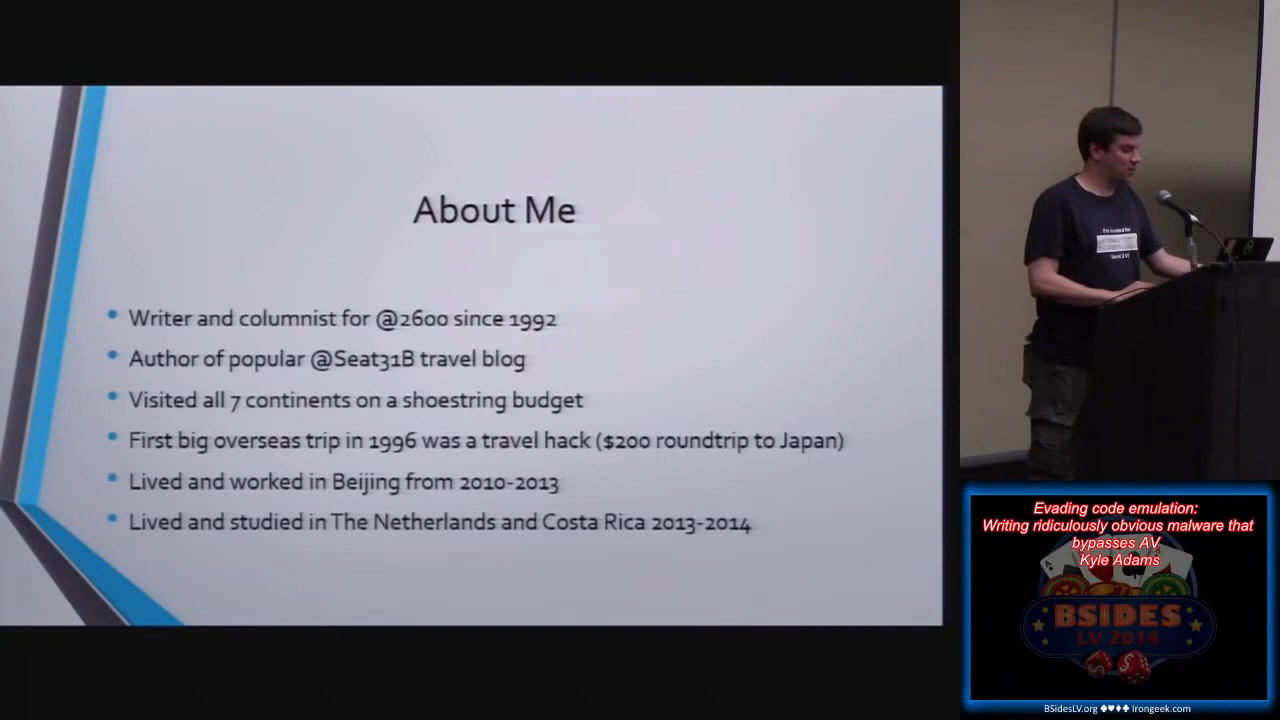 About Me
Writer and columnist for @2600 since 1992
Author of popular @Seat31B travel blog
Visited all 7 continents on a shoestring budget
First big overseas trip in 1996 was a travel hack ($200 roundtrip to Japan)
Lived and worked in Beijing from 2010-2013
Lived and studied in The Netherlands and Costa Rica 2013-2014
Evading code emulation:
Writing ridiculously obvious malware that
bypasses AV
Kyle Adams
BSIDES
LV 2014
BSidesLV.org ♠♥♦♣ Irongeek.com